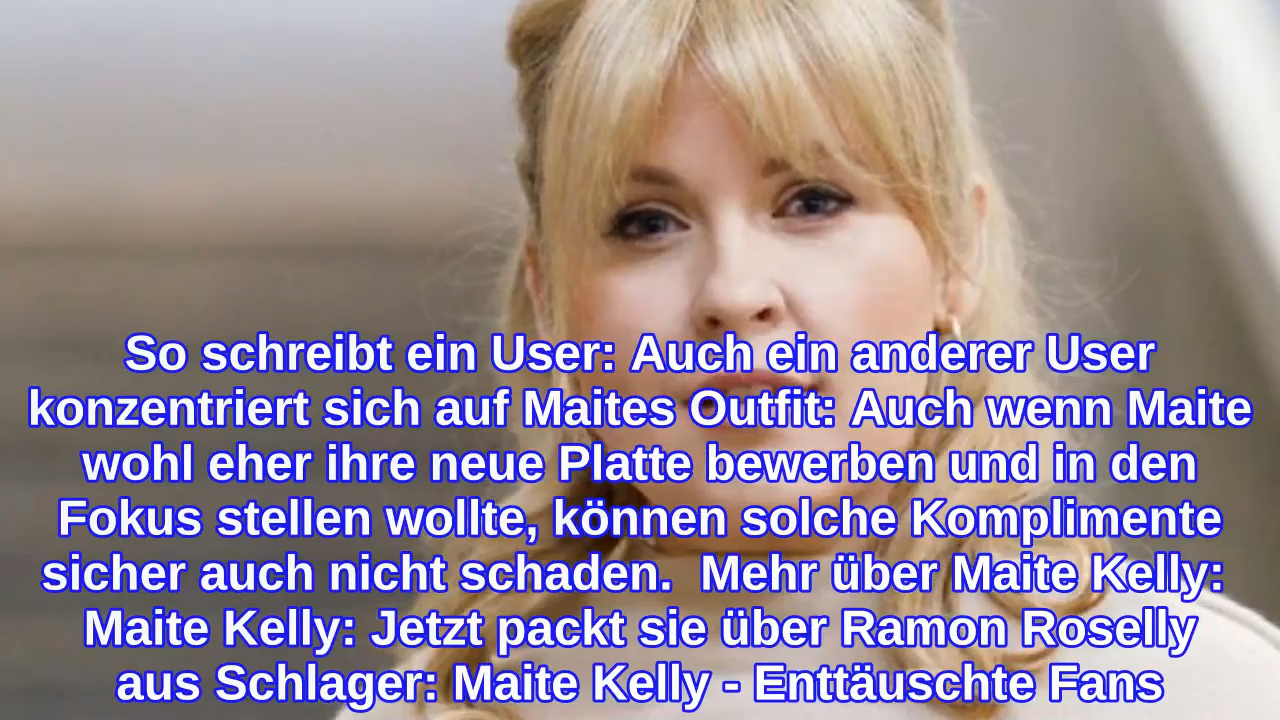 So schreibt ein User: Auch ein anderer User
konzentriert sich auf Maites Outfit: Auch wenn Maite
wohl eher ihre neue Platte bewerben und in den
Fokus stellen wollte, können solche Komplimente
sicher auch nicht schaden.  Mehr über Maite Kelly:
Maite Kelly: Jetzt packt sie über Ramon Roselly
aus Schlager: Maite Kelly - Enttäuschte Fans